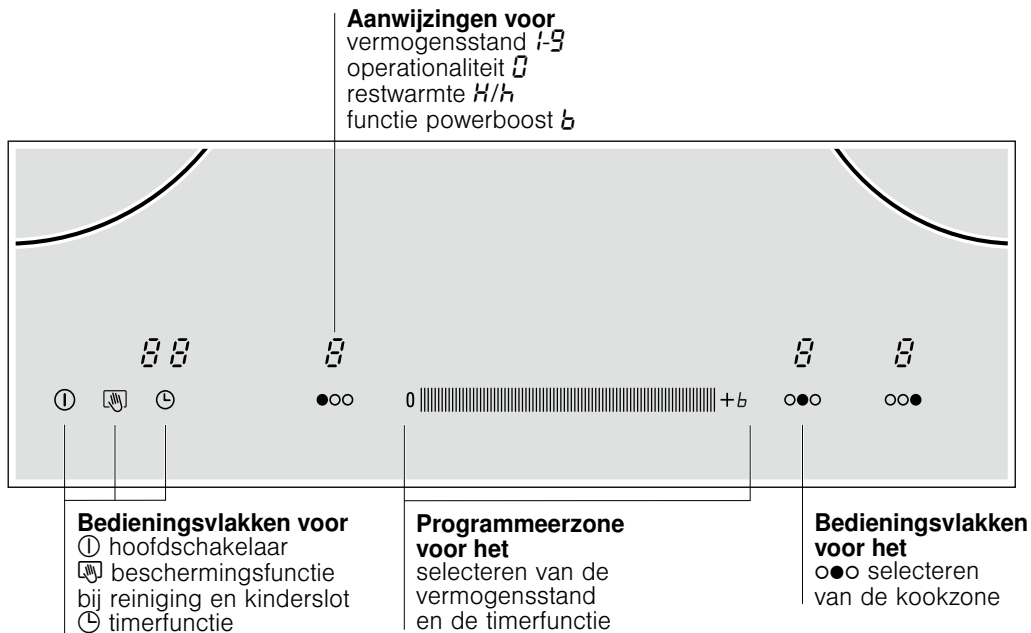 Aanwijzingen voor
vermogensstand 1-9
operationaliteit 0
restwarmte H/h
functie powerboost b
88 8 8 8
0 +b
Bedieningsvlakken voor
hoofdschakelaar
beschermingsfunctie
bij reiniging en kinderslot
timerfunctie
Programmeerzone
voor het
selecteren van de
vermogensstand
en de timerfunctie
Bedieningsvlakken
voor het
○●○ selecteren
van de kookzone